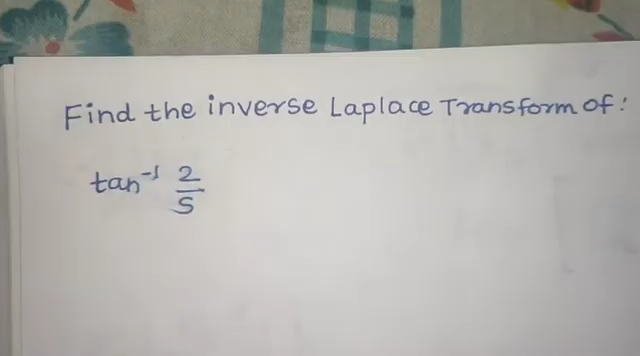 Find the inverse Laplace Transform of:
tan⁻¹ 2/s